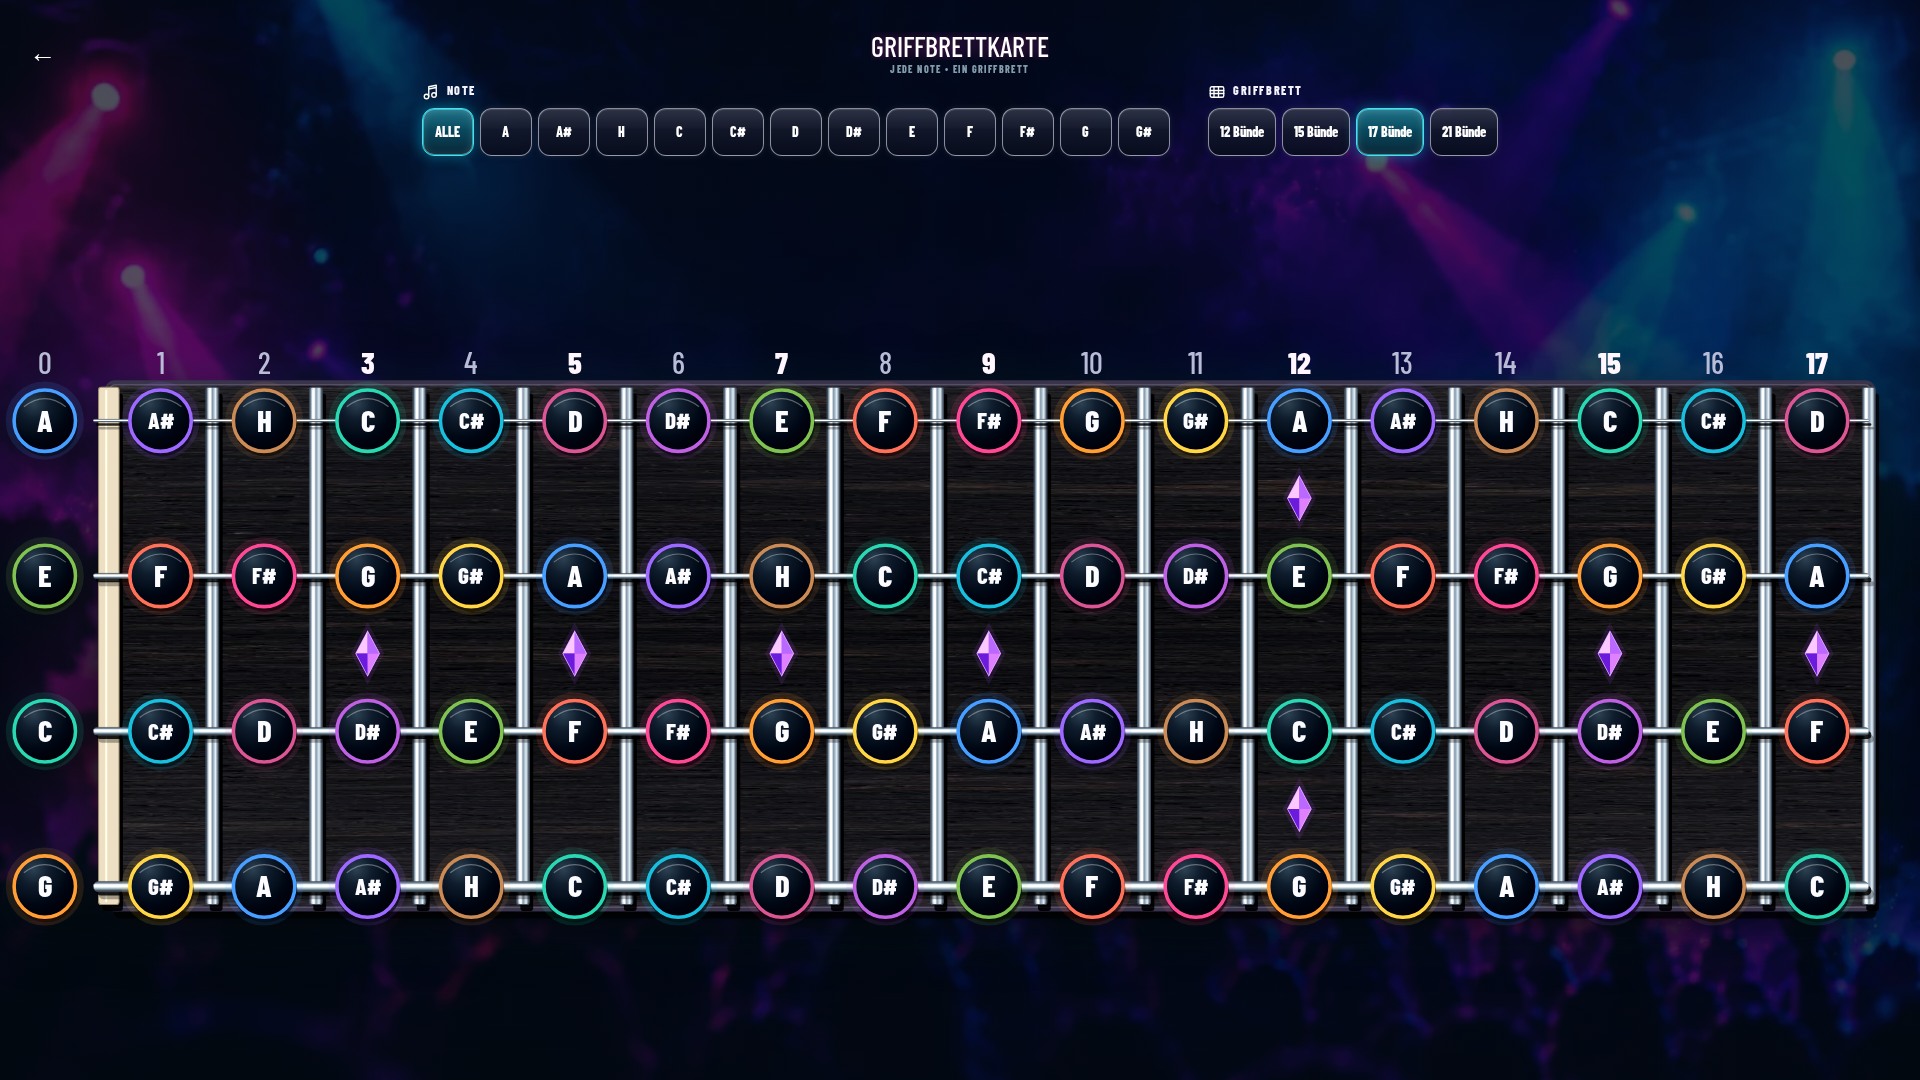 ←
GRIFFBRETTKARTE
JEDE NOTE • EIN GRIFFBRETT
NOTE
ALLE A A# H C C# D D# E F F# G G#
GRIFFBRETT
12 Bünde 15 Bünde 17 Bünde 21 Bünde
0 1 2 3 4 5 6 7 8 9 10 11 12 13 14 15 16 17
A A# H C C# D D# E F F# G G# A A# H C C# D
E F F# G G# A A# H C C# D D# E F F# G G# A
C C# D D# E F F# G G# A A# H C C# D D# E F
G G# A A# H C C# D D# E F F# G G# A A# H C